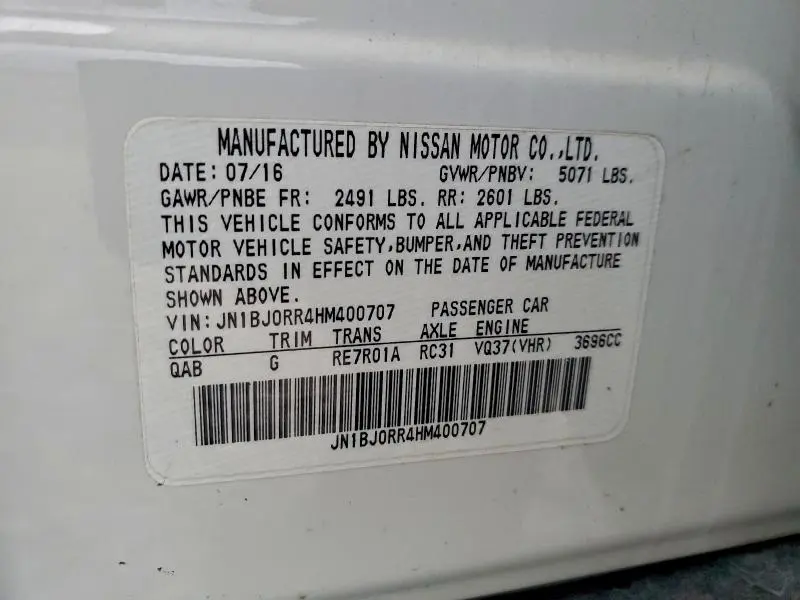 MANUFACTURED BY NISSAN MOTOR CO.,LTD.
DATE: 07/16 GVWR/PNBV: 5071 LBS.
GAWR/PNBE FR: 2491 LBS. RR: 2601 LBS.
THIS VEHICLE CONFORMS TO ALL APPLICABLE FEDERAL
MOTOR VEHICLE SAFETY,BUMPER,AND THEFT PREVENTION
STANDARDS IN EFFECT ON THE DATE OF MANUFACTURE
SHOWN ABOVE.
VIN:JN1BJ0RR4HM400707 PASSENGER CAR
COLOR TRIM TRANS AXLE ENGINE
QAB G RE7R01A RC31 VQ37(VHR) 3696CC
JN1BJ0RR4HM400707